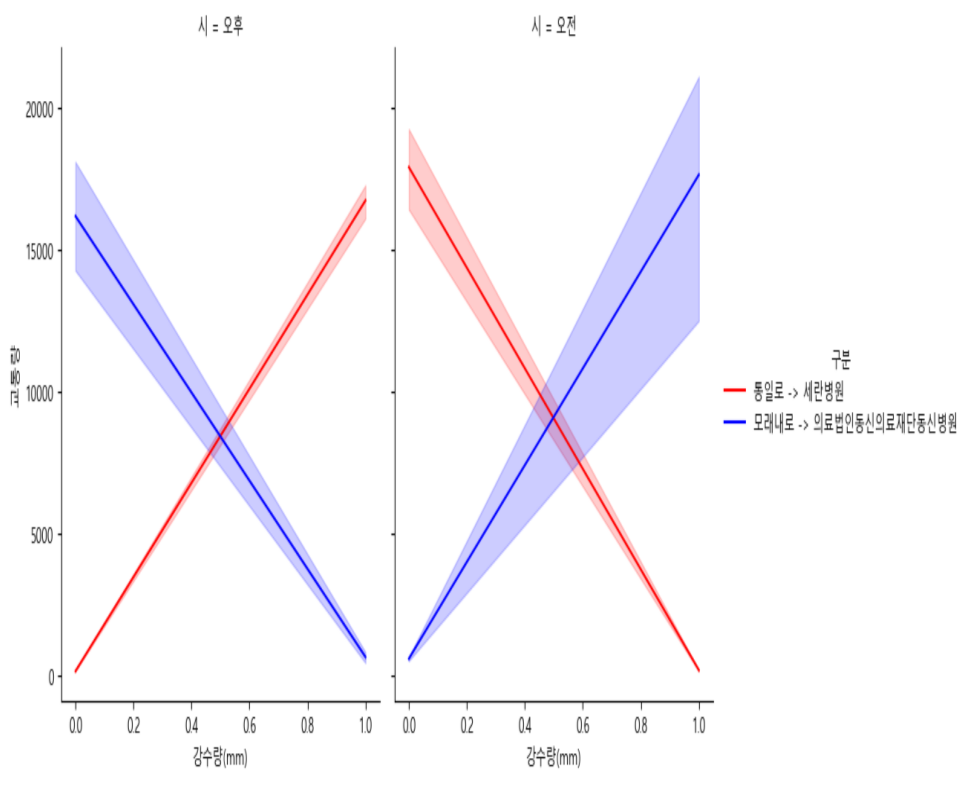 시 = 오후
시 = 오전
교통량
20000
15000
10000
5000
0
0.0 0.2 0.4 0.6 0.8 1.0
0.0 0.2 0.4 0.6 0.8 1.0
강수량(mm)
강수량(mm)
구분
통일로 -> 세란병원
모래내로 -> 의료법인동신의료재단동신병원